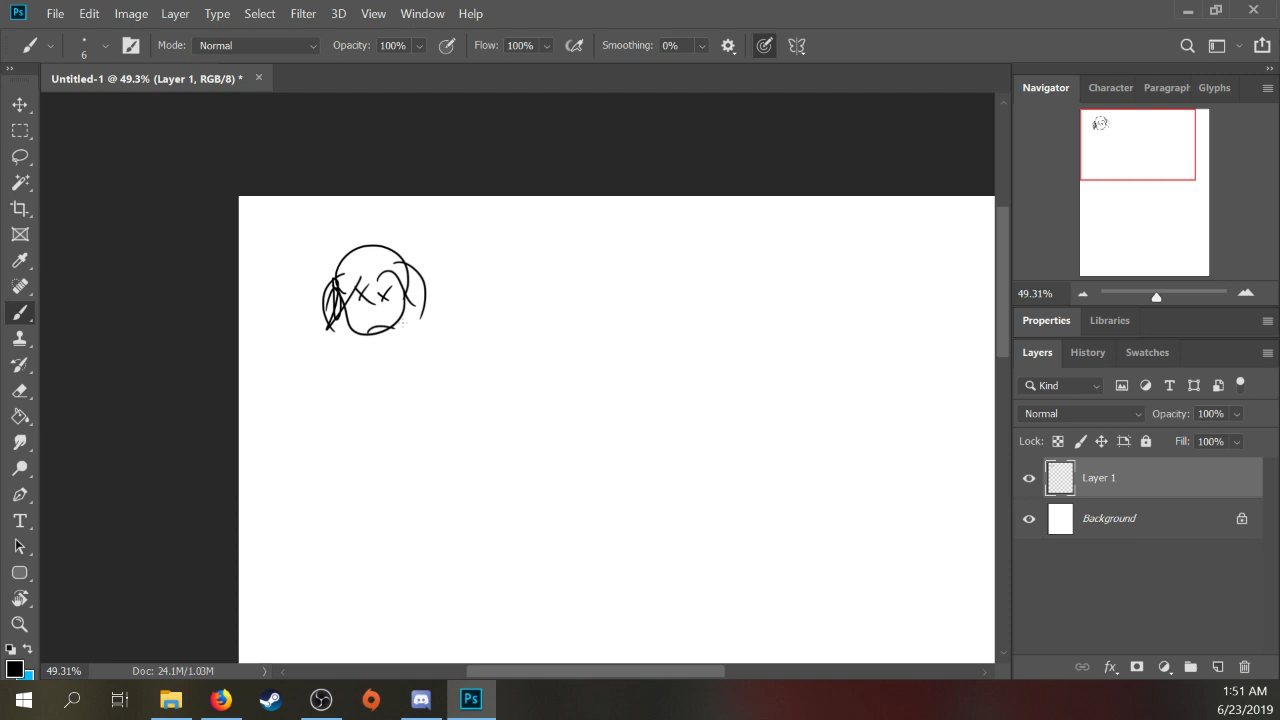 Ps File Edit Image Layer Type Select Filter 3D View Window Help
6 Mode: Normal Opacity: 100% Flow: 100% Smoothing: 0%
Untitled-1 @ 49.3% (Layer 1, RGB/8) *
Navigator Character Paragraph Glyphs
49.31%
Properties Libraries
Layers History Swatches
Kind
Normal Opacity: 100%
Lock: Fill: 100%
Layer 1
Background
49.31% Doc: 24.1M/1.03M
Ps
1:51 AM
6/23/2019